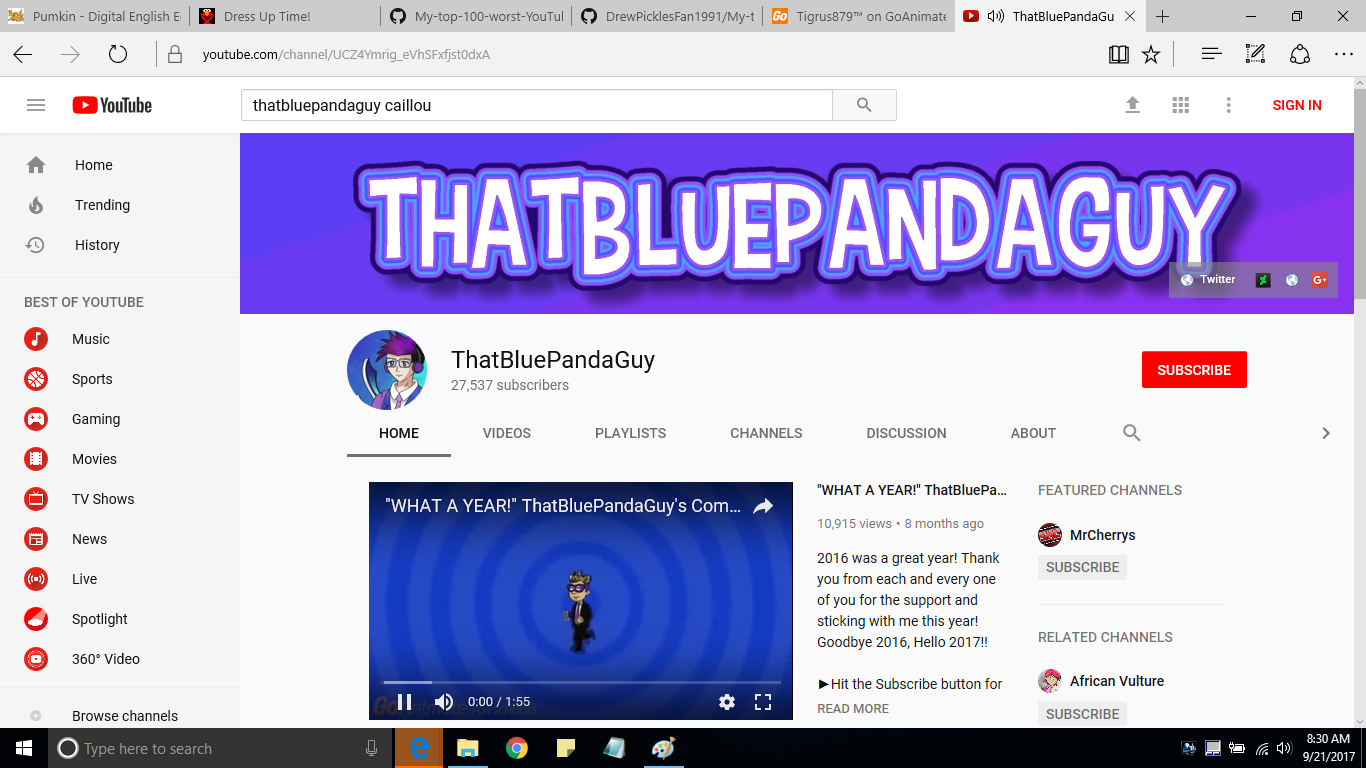 Pumkin - Digital English E
Dress Up Time!
My-top-100-worst-YouTul
DrewPicklesFan1991/My-t
Go Tigrus879™ on GoAnimate
ThatBluePandaGu
youtube.com/channel/UCZ4Ymrig_eVhSFxfjst0dxA
YouTube
thatbluepandaguy caillou
SIGN IN
Home
Trending
History
BEST OF YOUTUBE
Music
Sports
Gaming
Movies
TV Shows
News
Live
Spotlight
360° Video
Browse channels
THATBLUEPANDAGUY
Twitter
G+
ThatBluePandaGuy
27,537 subscribers
SUBSCRIBE
HOME
VIDEOS
PLAYLISTS
CHANNELS
DISCUSSION
ABOUT
"WHAT A YEAR!" ThatBluePandaGuy's Com...
0:00 / 1:55
"WHAT A YEAR!" ThatBluePa...
10,915 views • 8 months ago
2016 was a great year! Thank
you from each and every one
of you for the support and
sticking with me this year!
Goodbye 2016, Hello 2017!!
►Hit the Subscribe button for
READ MORE
FEATURED CHANNELS
MrCherrys
SUBSCRIBE
RELATED CHANNELS
African Vulture
SUBSCRIBE
Type here to search
8:30 AM
9/21/2017